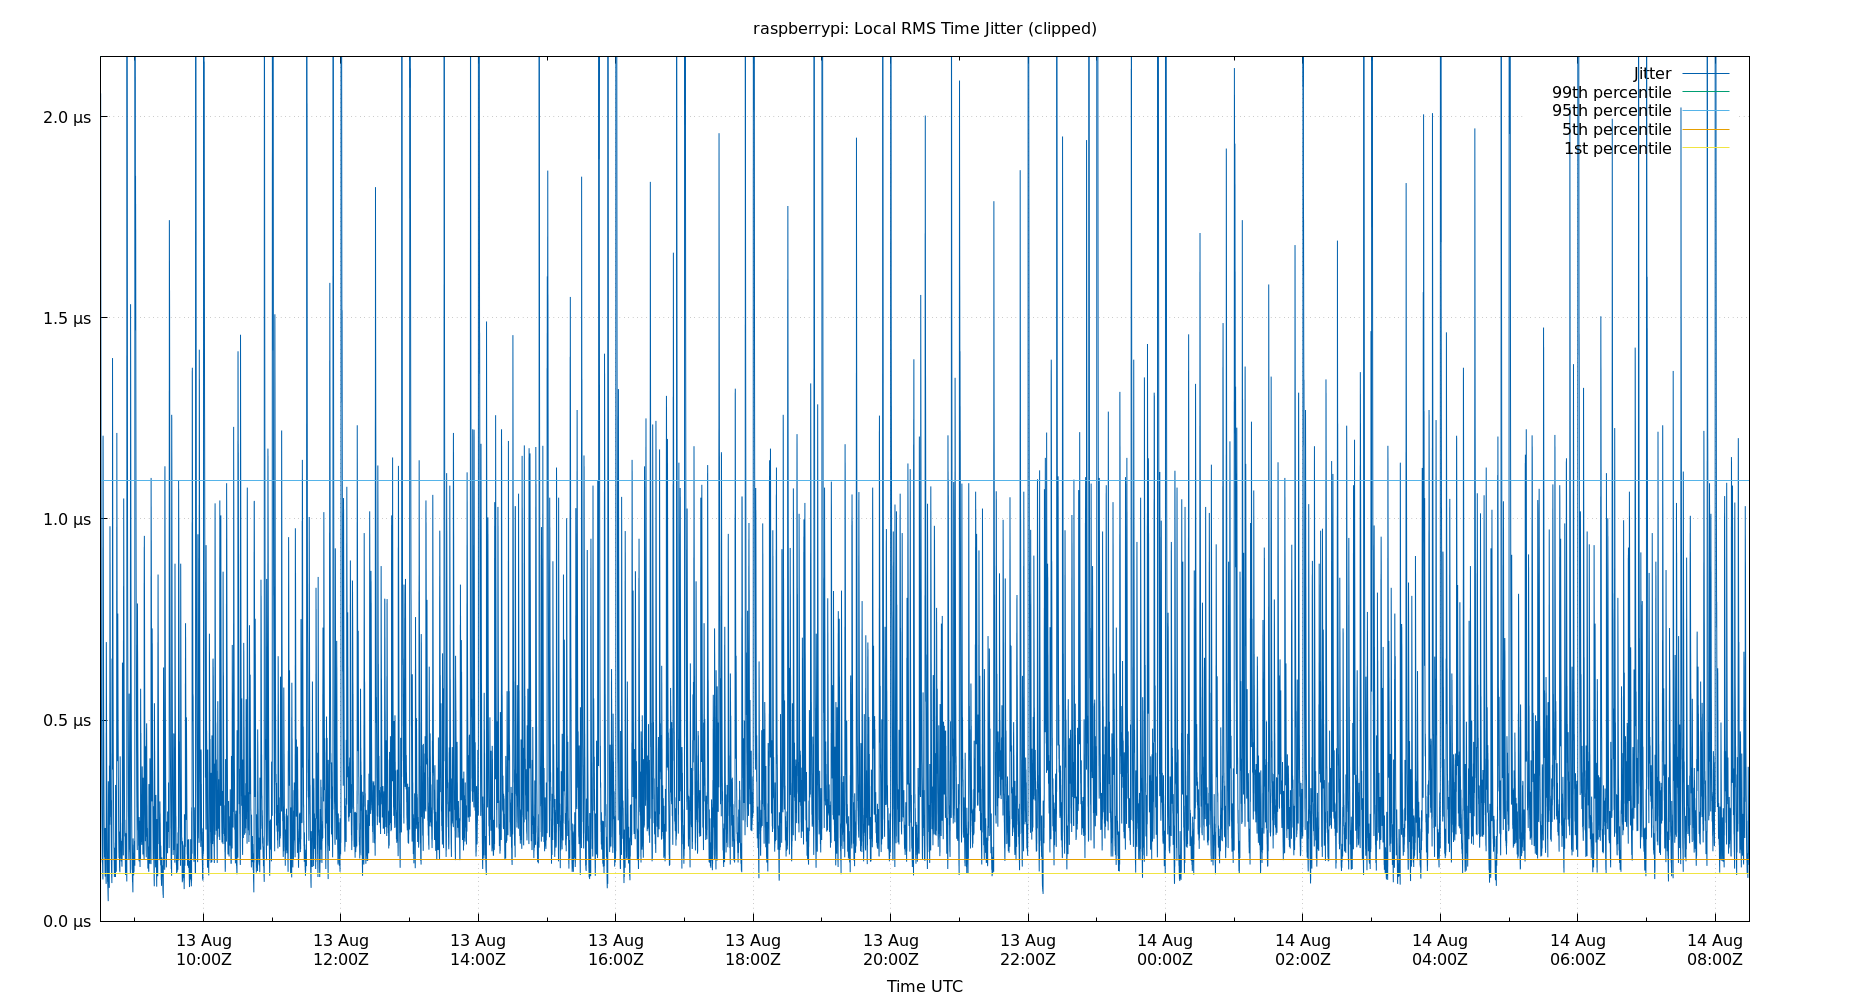 raspberrypi: Local RMS Time Jitter (clipped)
Jitter
99th percentile
95th percentile
5th percentile
1st percentile
2.0 µs
1.5 µs
1.0 µs
0.5 µs
0.0 µs
13 Aug 13 Aug 13 Aug 13 Aug 13 Aug 13 Aug 13 Aug 14 Aug 14 Aug 14 Aug 14 Aug 14 Aug
10:00Z 12:00Z 14:00Z 16:00Z 18:00Z 20:00Z 22:00Z 00:00Z 02:00Z 04:00Z 06:00Z 08:00Z
Time UTC